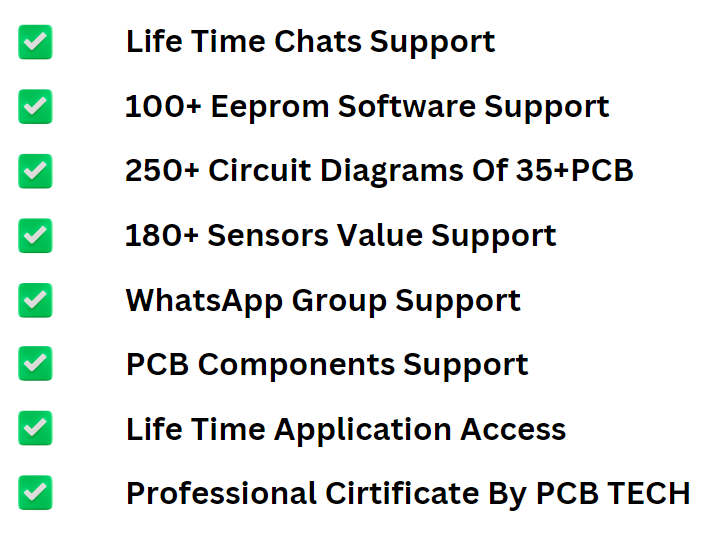 Life Time Chats Support
100+ Eeprom Software Support
250+ Circuit Diagrams Of 35+PCB
180+ Sensors Value Support
WhatsApp Group Support
PCB Components Support
Life Time Application Access
Professional Cirtificate By PCB TECH